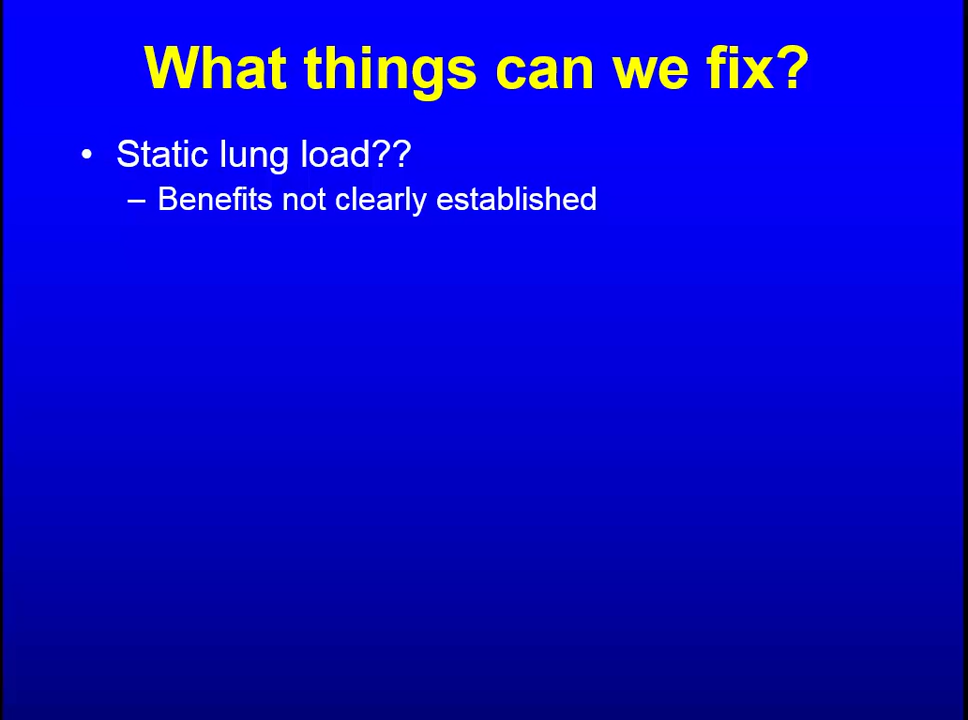 What things can we fix?
• Static lung load??
– Benefits not clearly established